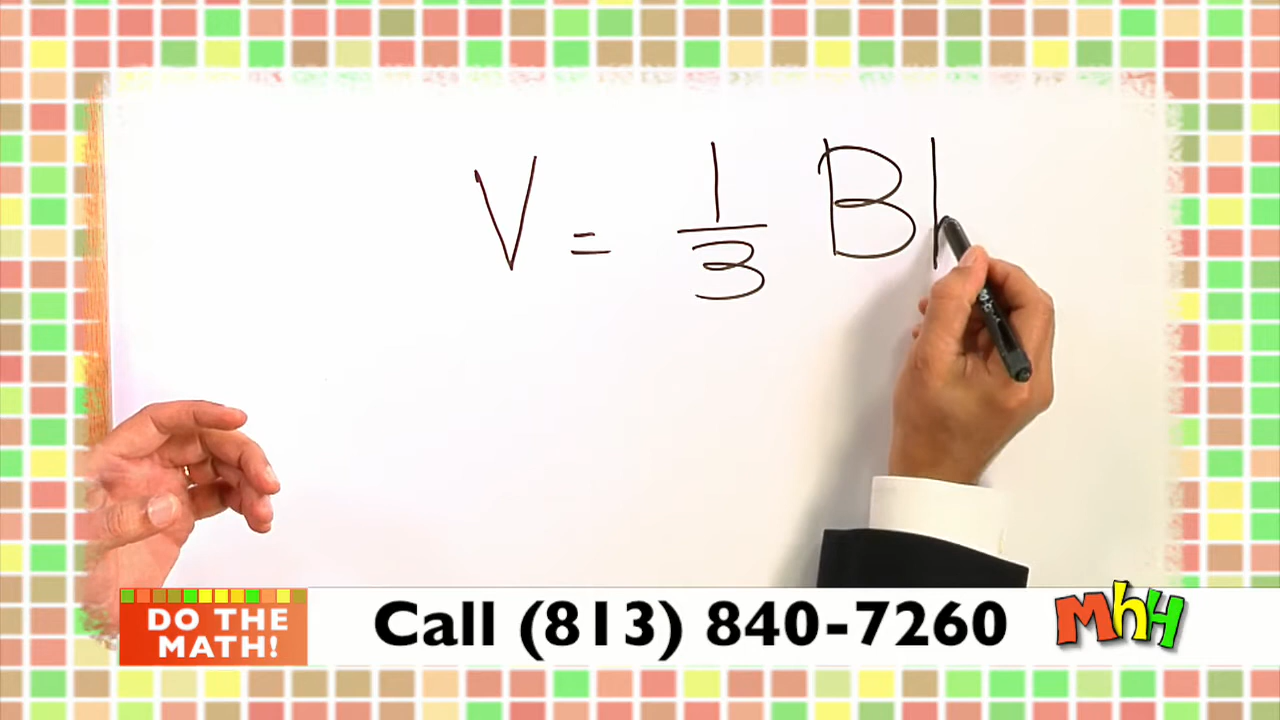 V = 1/3 B
DO THE
MATH!
Call (813) 840-7260
MhH